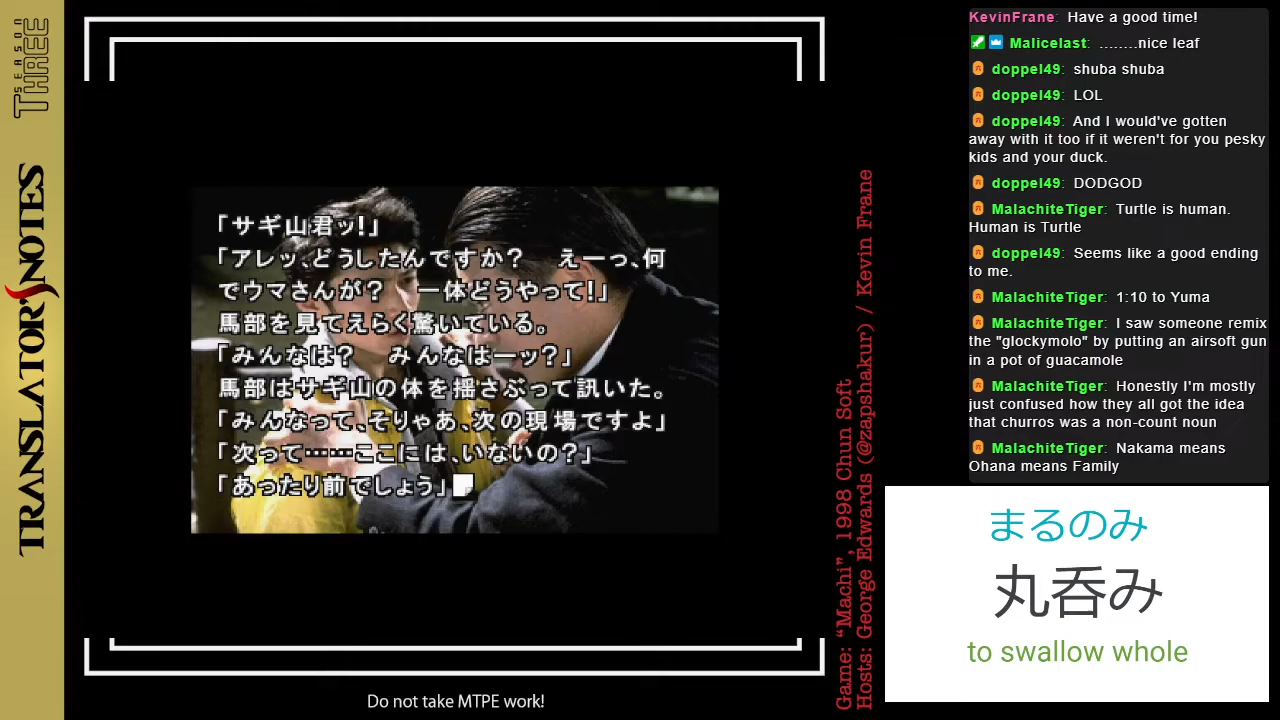 SEASON
THREE
TRANSLATOR'S NOTES
「サギ山君ッ!」
「アレッ、どうしたんですか？　えーっ、何
でウマさんが？　一体どうやって!」
馬部を見てえらく驚いている。
「みんなは？　みんなはーッ？」
馬部はサギ山の体を揺さぶって訊いた。
「みんなって、そりゃあ、次の現場ですよ」
「次って……ここには、いないの？」
「あったり前でしょう」
Do not take MTPE work!
Game: "Machi", 1998 Chun Soft
Hosts: George Edwards (@zapshakur) / Kevin Frane
KevinFrane: Have a good time!
Malicelast: ........nice leaf
doppel49: shuba shuba
doppel49: LOL
doppel49: And I would've gotten
away with it too if it weren't for you pesky
kids and your duck.
doppel49: DODGOD
MalachiteTiger: Turtle is human.
Human is Turtle
doppel49: Seems like a good ending
to me.
MalachiteTiger: 1:10 to Yuma
MalachiteTiger: I saw someone remix
the "glockymolo" by putting an airsoft gun
in a pot of guacamole
MalachiteTiger: Honestly I'm mostly
just confused how they all got the idea
that churros was a non-count noun
MalachiteTiger: Nakama means
Ohana means Family
まるのみ
丸呑み
to swallow whole